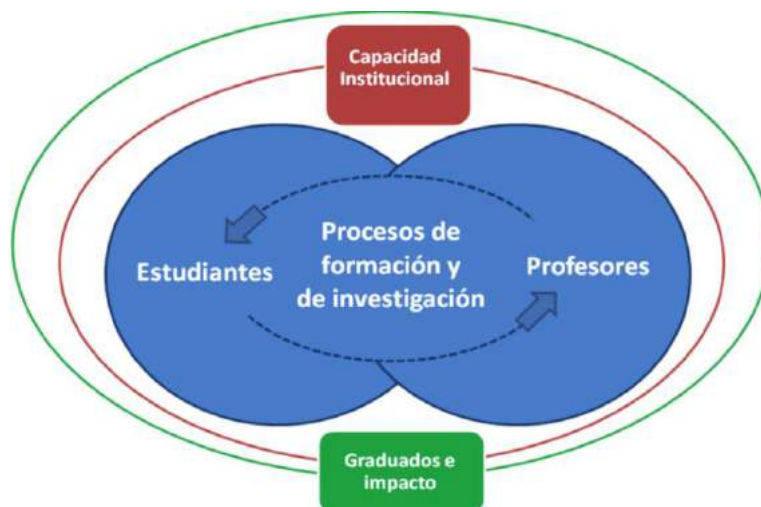 Capacidad
Institucional
Estudiantes
Procesos de
formación y
de investigación
Profesores
Graduados e
impacto